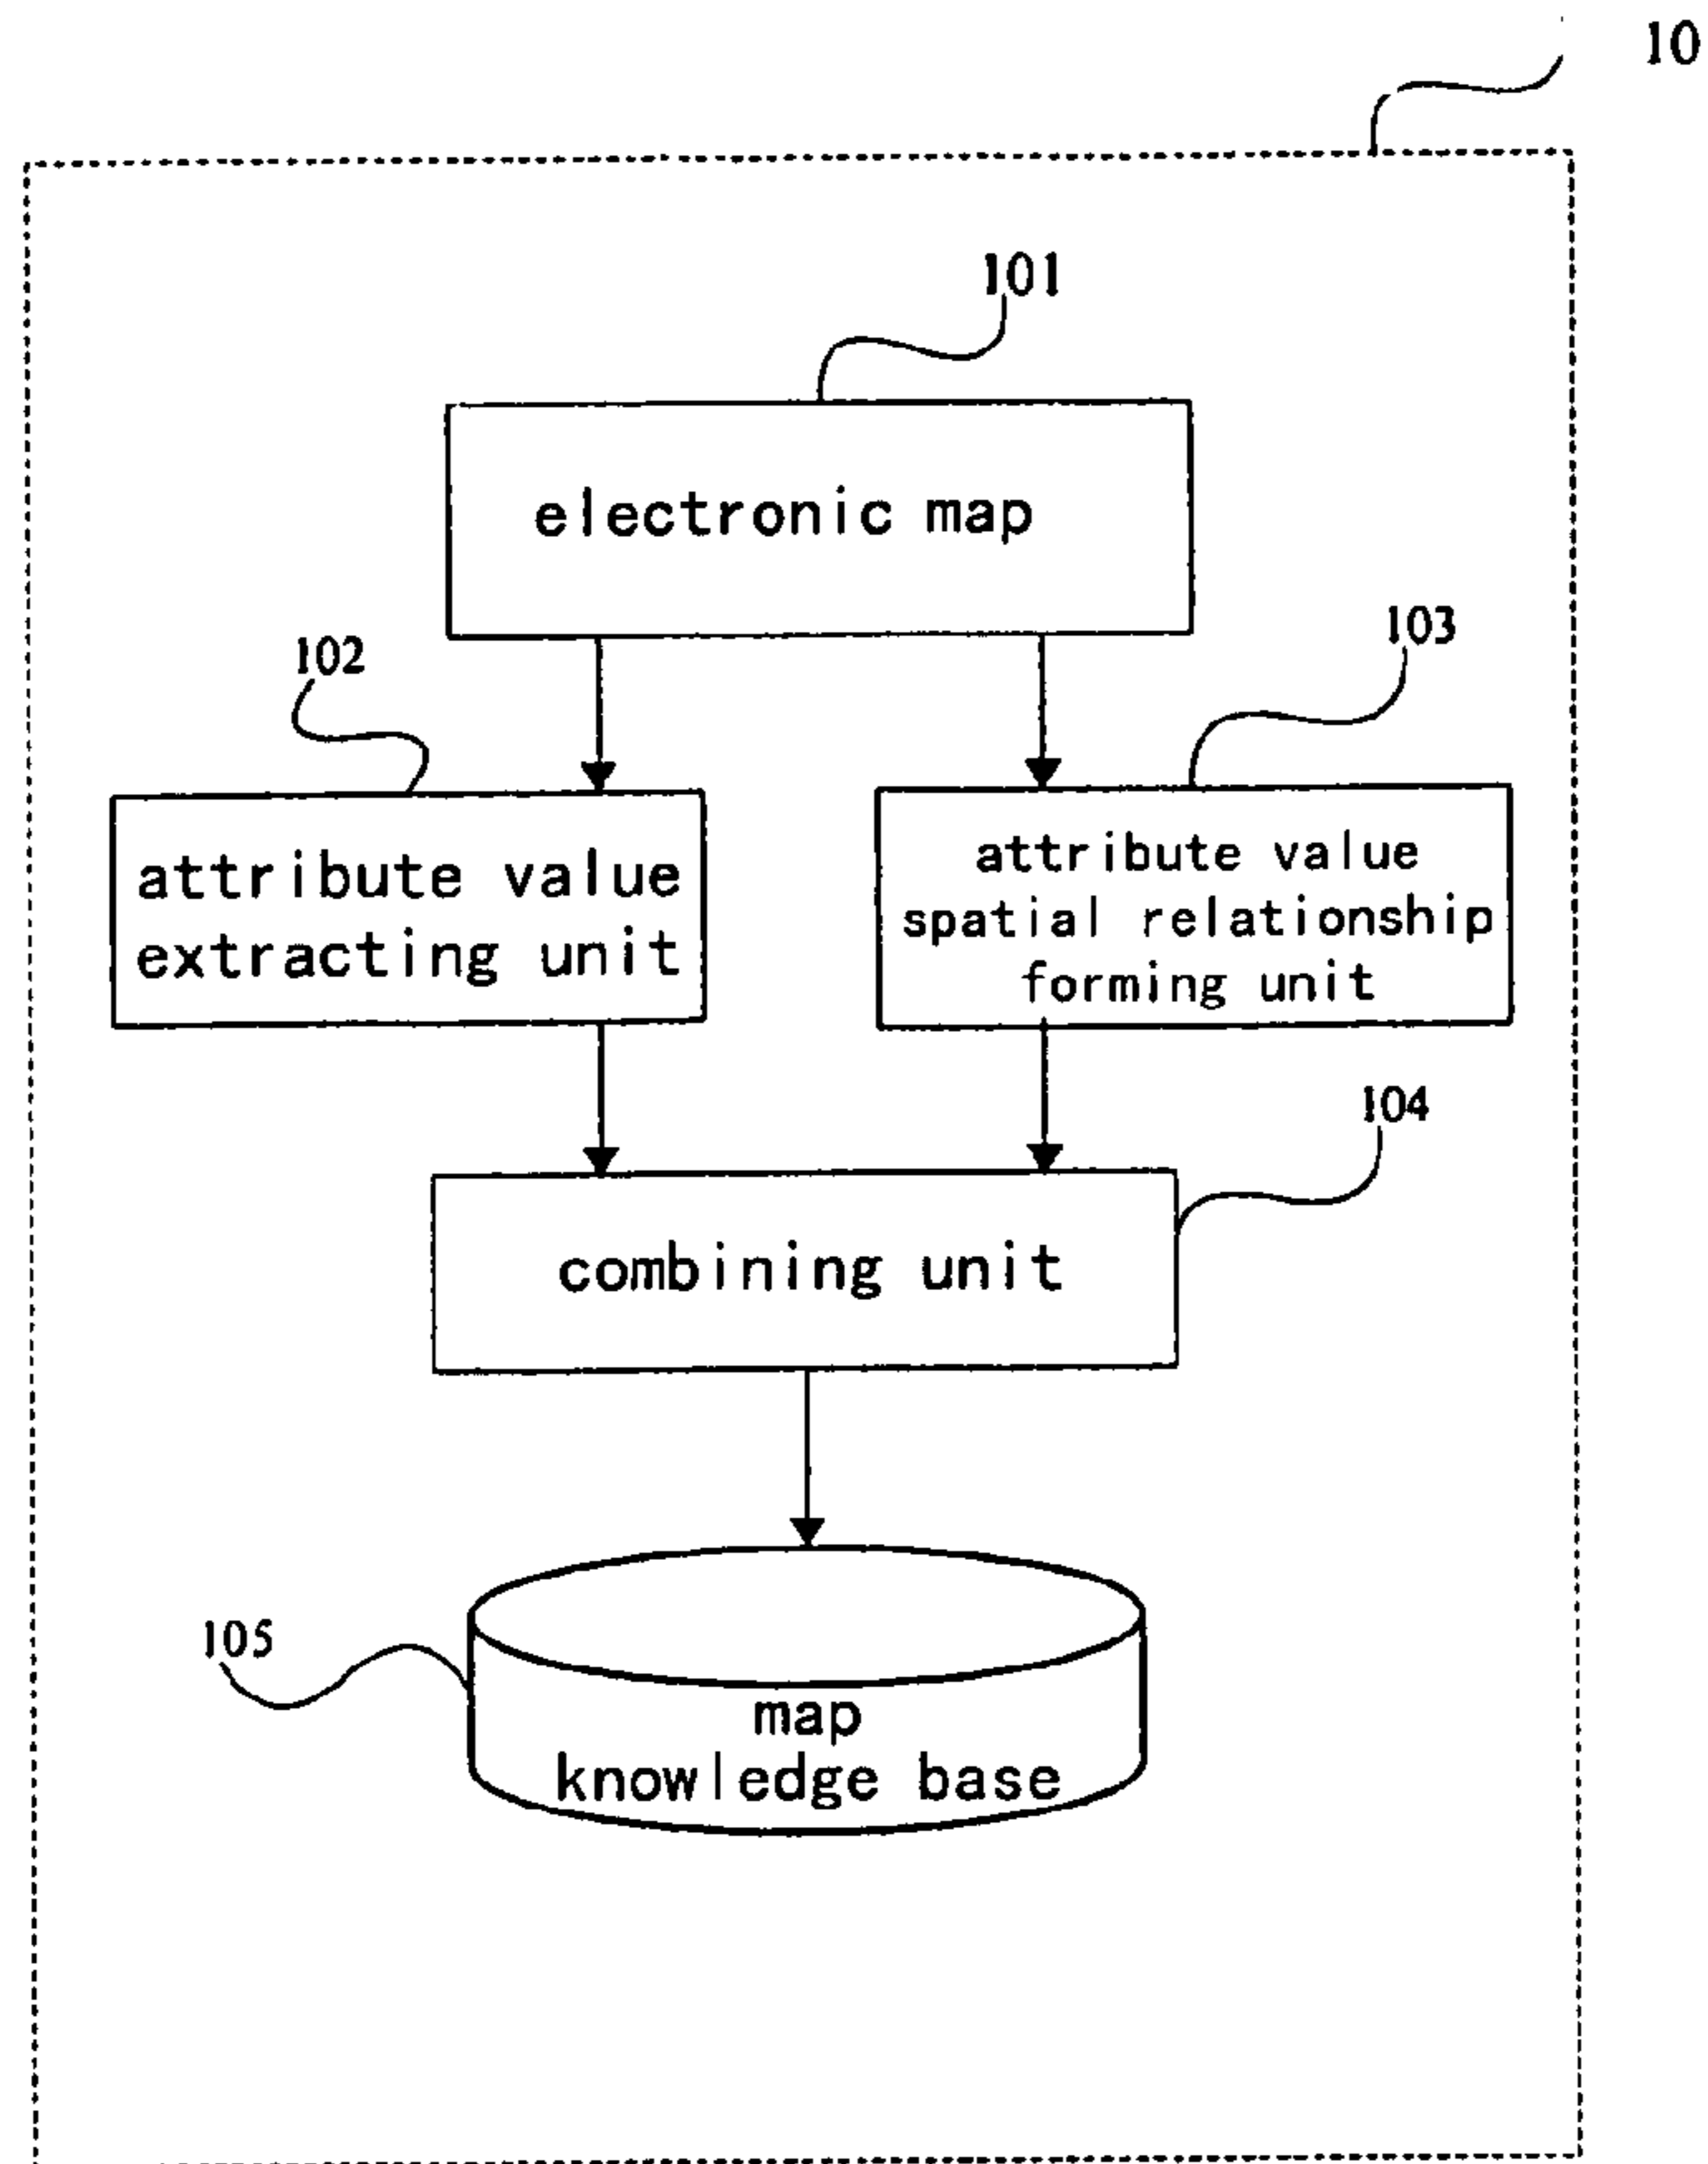 10
101
electronic map
102
103
attribute value
extracting unit
attribute value
spatial relationship
forming unit
104
combining unit
105
map
knowledge base